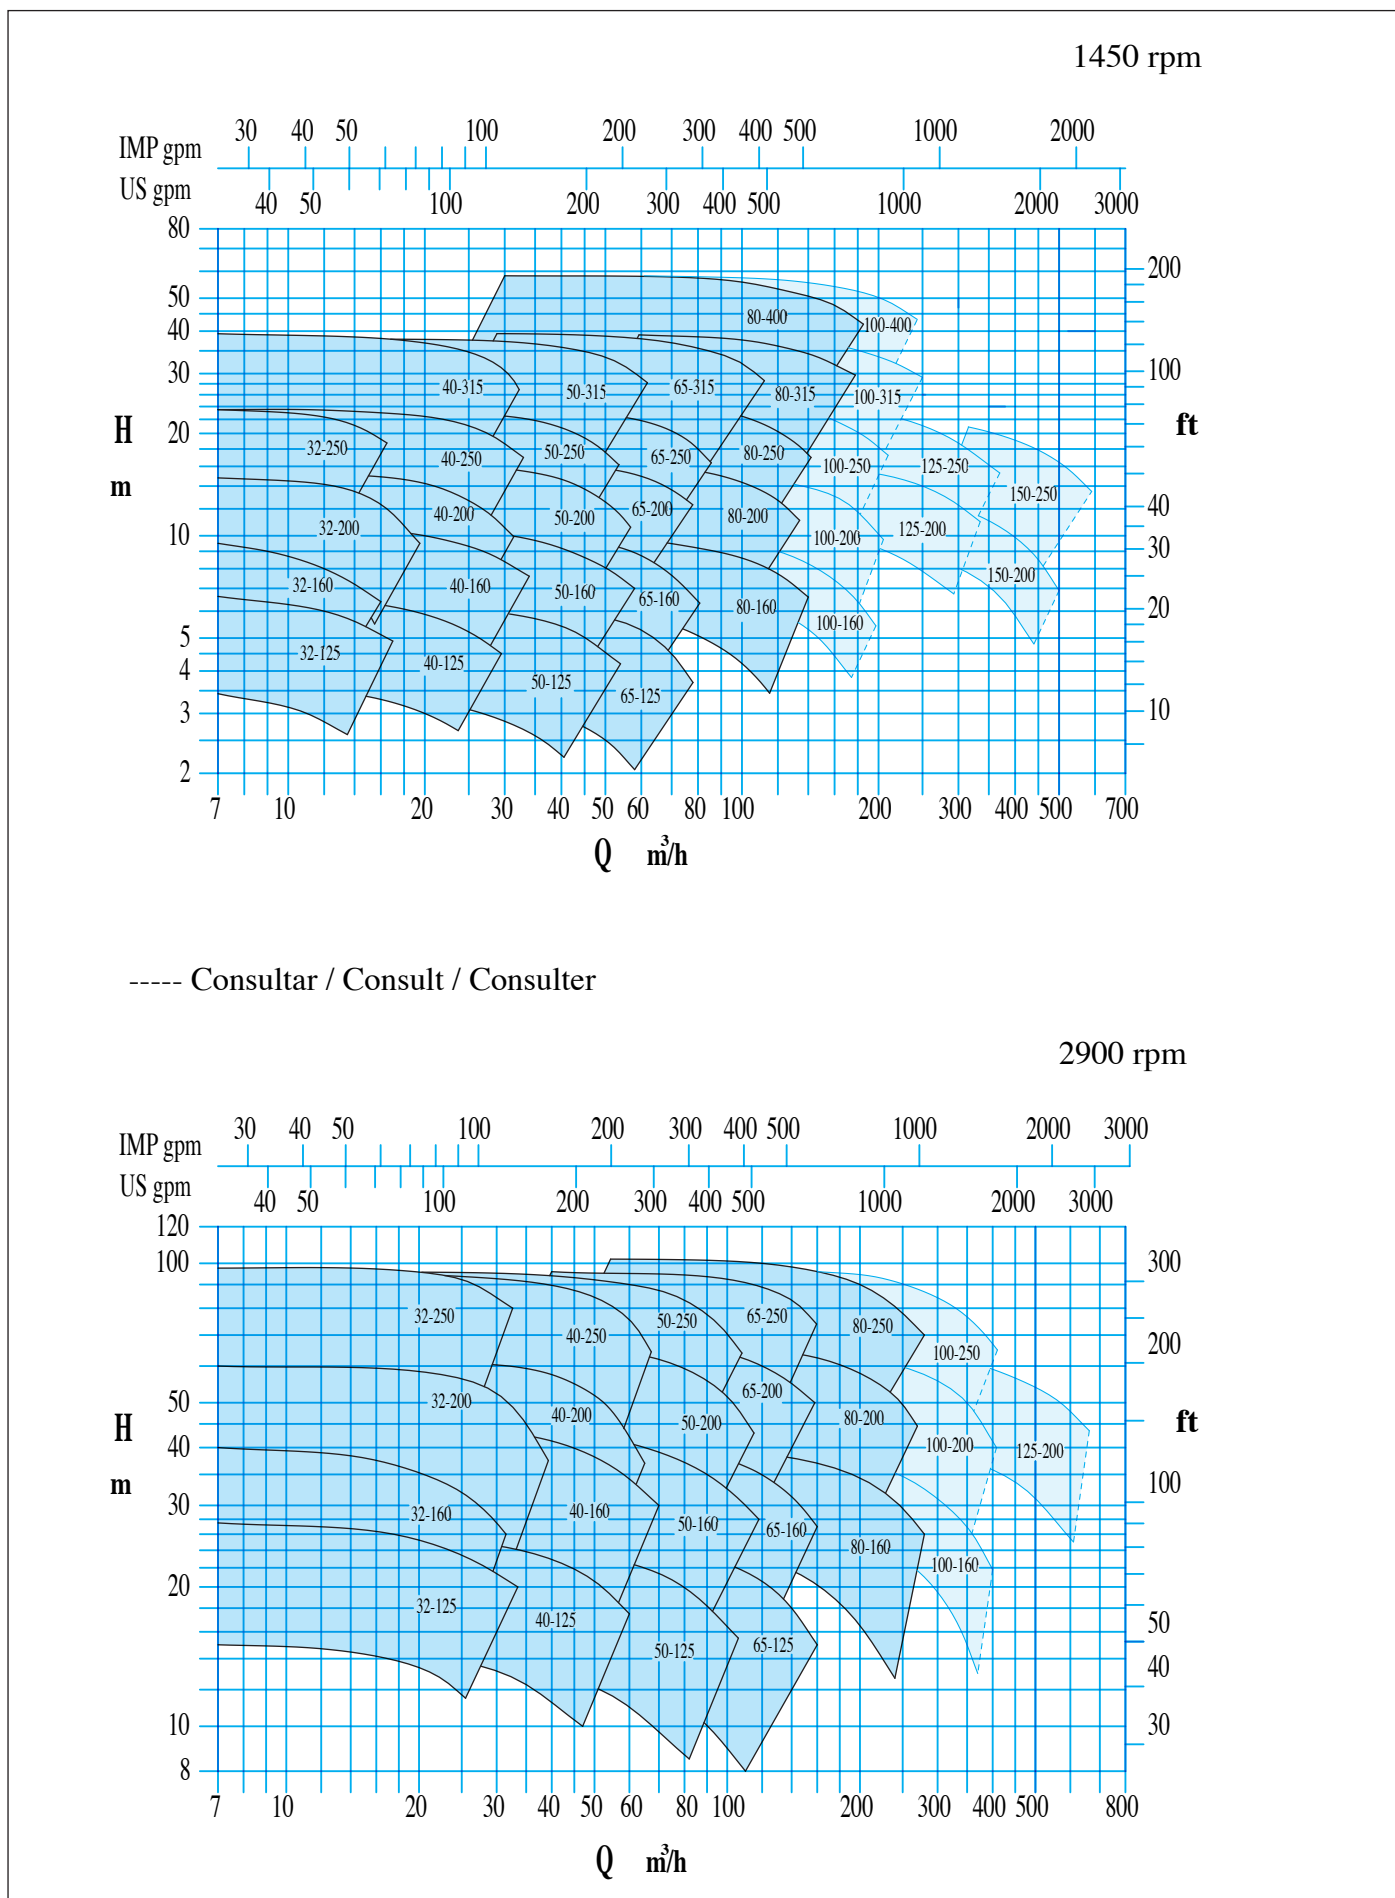 1450 rpm
IMP gpm 30 40 50 100 200 300 400 500 1000 2000
US gpm 40 50 100 200 300 400 500 1000 2000 3000
80 50 40 30 20 10 5 4 3 2
H
m
200 100 40 30 20 10
ft
80-400 100-400
40-315 50-315 65-315 80-315 100-315
32-250 40-250 50-250 65-250 80-250 100-250 125-250 150-250
32-200 40-200 50-200 65-200 80-200 100-200 125-200 150-200
32-160 40-160 50-160 65-160 80-160 100-160
32-125 40-125 50-125 65-125
7 10 20 30 40 50 60 80 100 200 300 400 500 700
Q m³/h
----- Consultar / Consult / Consulter
2900 rpm
IMP gpm 30 40 50 100 200 300 400 500 1000 2000 3000
US gpm 40 50 100 200 300 400 500 1000 2000 3000
120 100 50 40 30 20 10 8
H
m
300 200 100 50 40 30
ft
32-250 40-250 50-250 65-250 80-250 100-250
32-200 40-200 50-200 65-200 80-200 100-200 125-200
32-160 40-160 50-160 65-160 80-160 100-160
32-125 40-125 50-125 65-125
7 10 20 30 40 50 60 80 100 200 300 400 500 800
Q m³/h